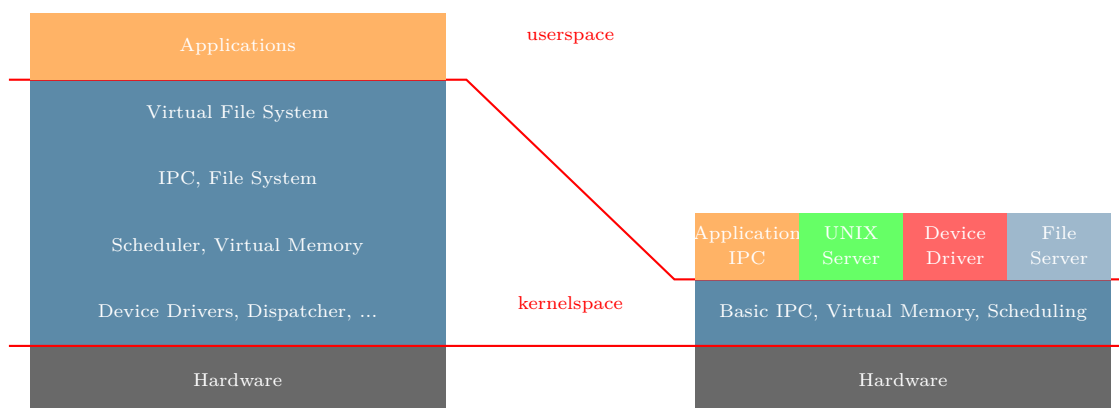 Applications
userspace
Virtual File System
IPC, File System
Scheduler, Virtual Memory
Device Drivers, Dispatcher, ...
Hardware
kernelspace
Application
IPC
UNIX
Server
Device
Driver
File
Server
Basic IPC, Virtual Memory, Scheduling
Hardware